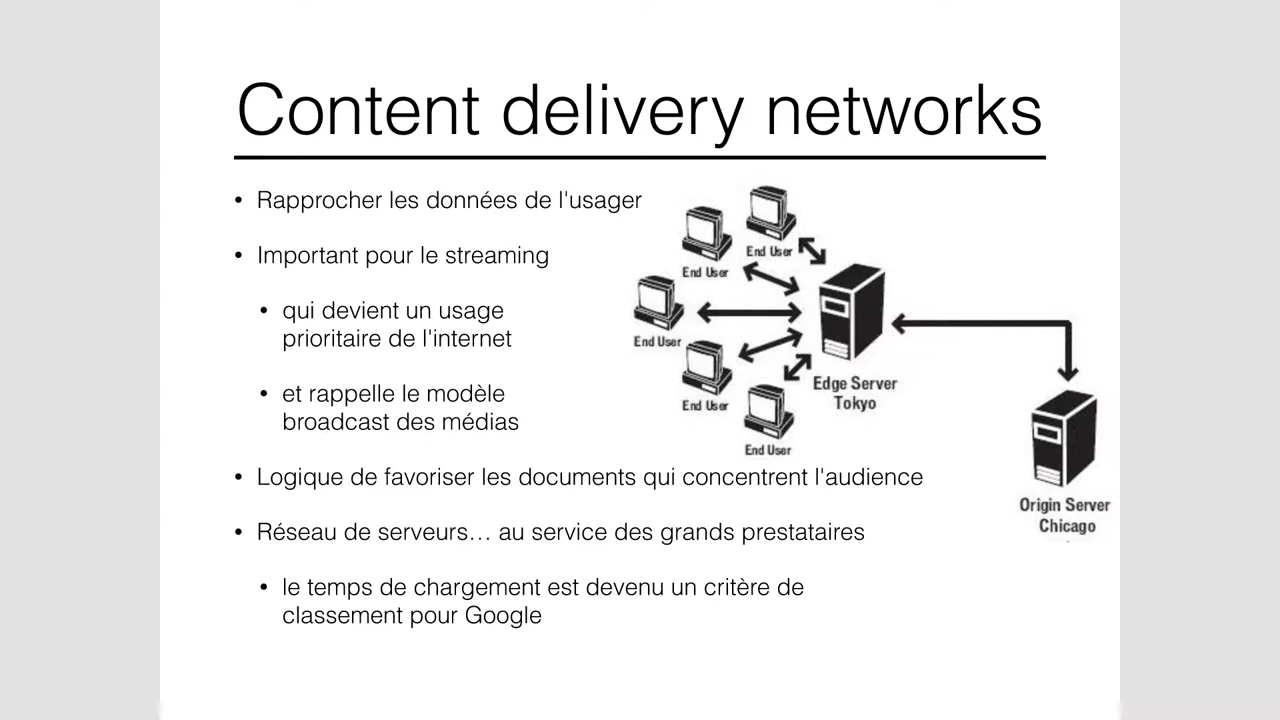 Content delivery networks
• Rapprocher les données de l'usager
• Important pour le streaming
• qui devient un usage
prioritaire de l'internet
• et rappelle le modèle
broadcast des médias
• Logique de favoriser les documents qui concentrent l'audience
• Réseau de serveurs… au service des grands prestataires
• le temps de chargement est devenu un critère de
classement pour Google
End User
End User
End User
End User
End User
Edge Server
Tokyo
Origin Server
Chicago